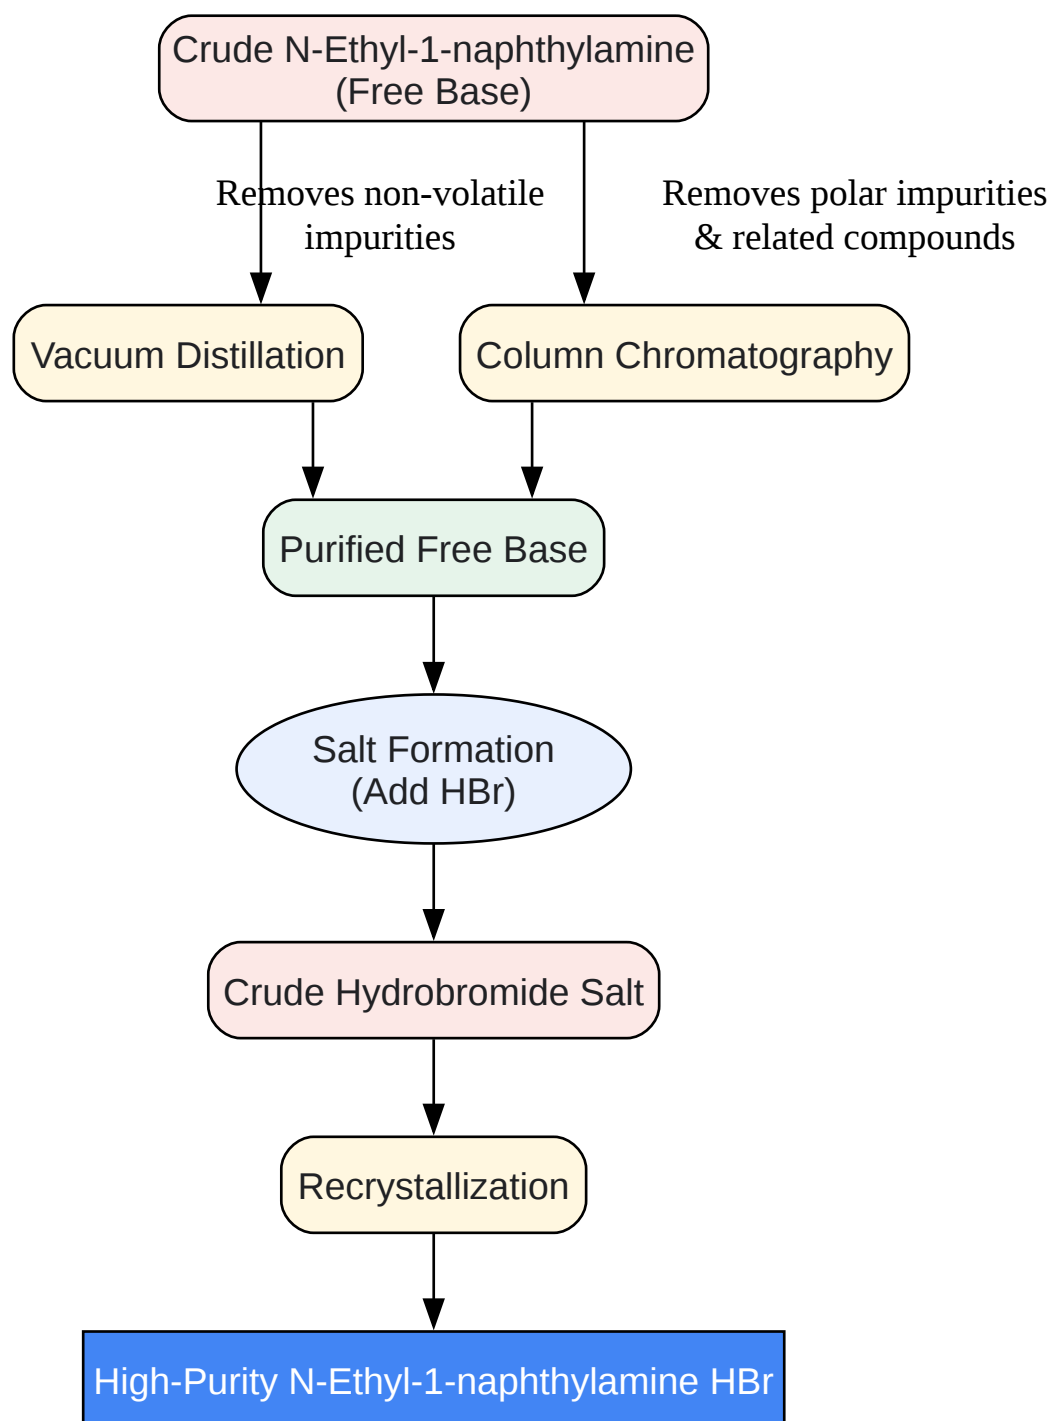 Crude N-Ethyl-1-naphthylamine
(Free Base)
Removes non-volatile
impurities
Removes polar impurities
& related compounds
Vacuum Distillation
Column Chromatography
Purified Free Base
Salt Formation
(Add HBr)
Crude Hydrobromide Salt
Recrystallization
High-Purity N-Ethyl-1-naphthylamine HBr